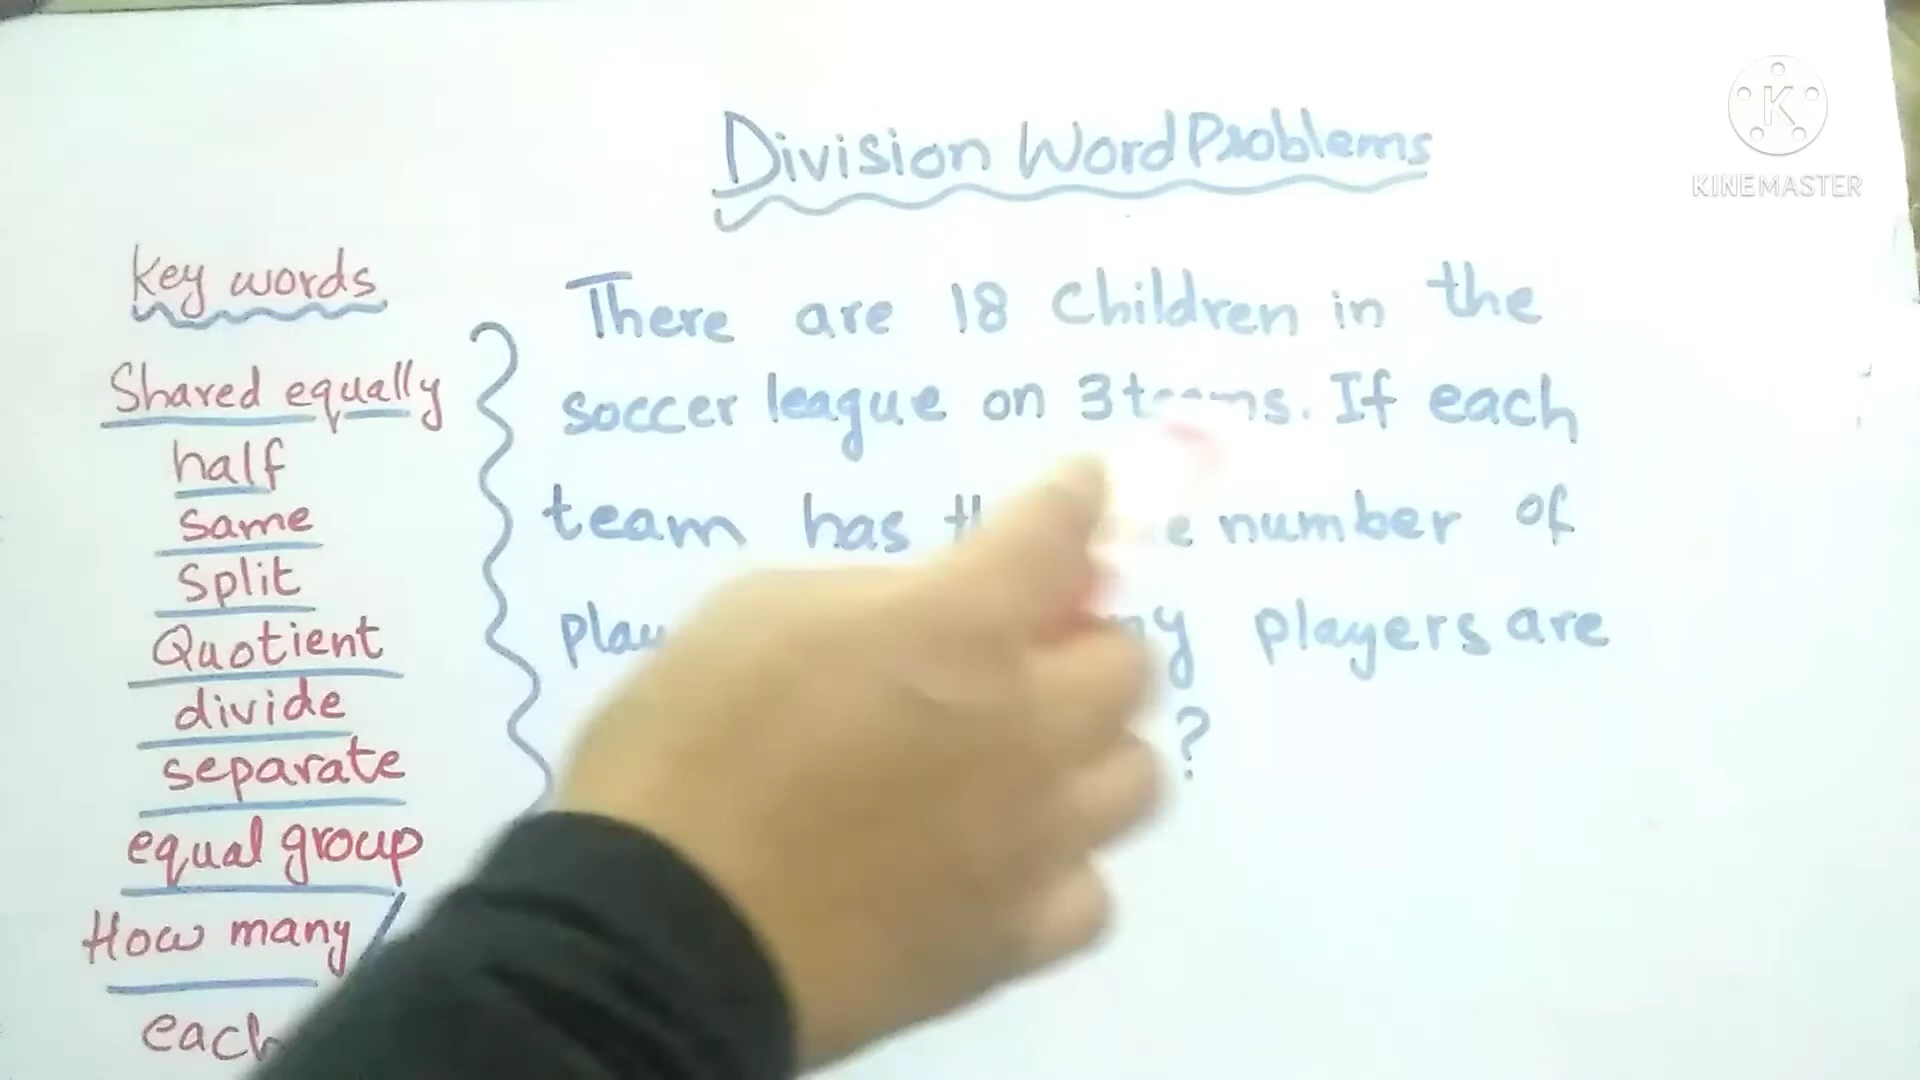 Division Word Problems
KINEMASTER
Key words
Shared equally
half
same
split
Quotient
divide
separate
equal group
How many
each
There are 18 children in the
soccer league on 3 teams. If each
team has number of
players are
?